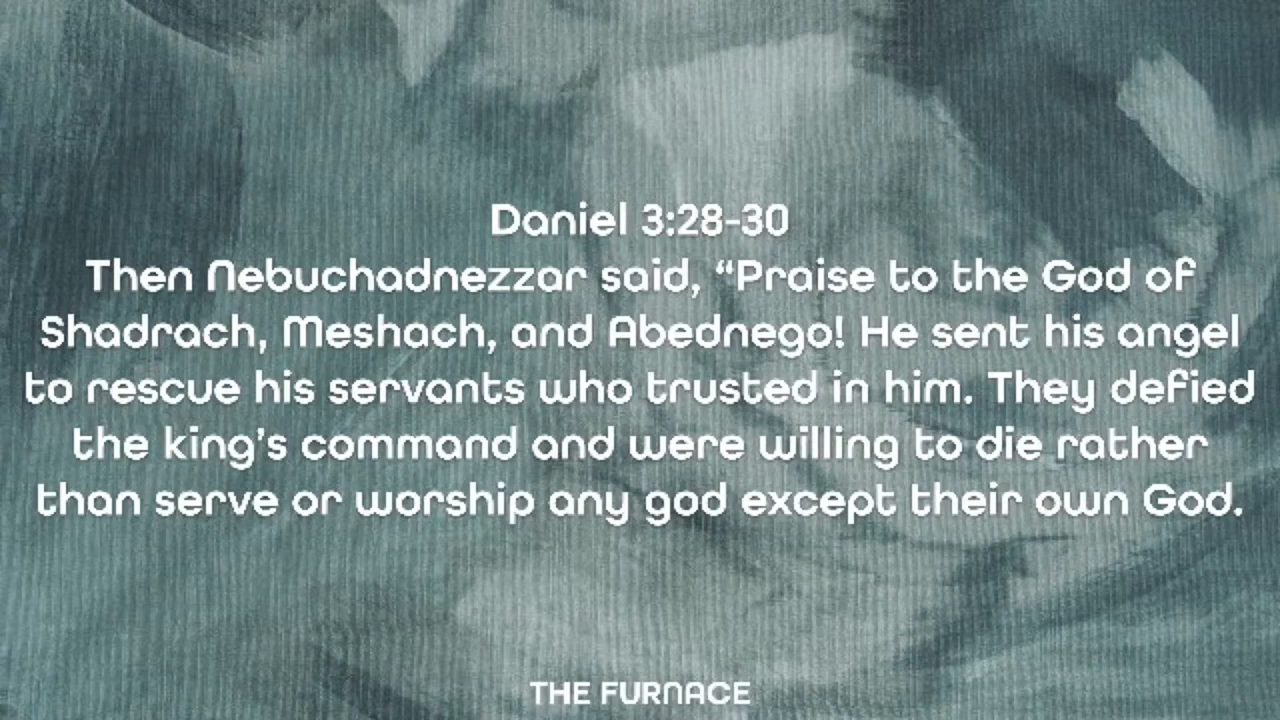 Daniel 3:28-30
Then Nebuchadnezzar said, “Praise to the God of
Shadrach, Meshach, and Abednego! He sent his angel
to rescue his servants who trusted in him. They defied
the king’s command and were willing to die rather
than serve or worship any god except their own God.
THE FURNACE